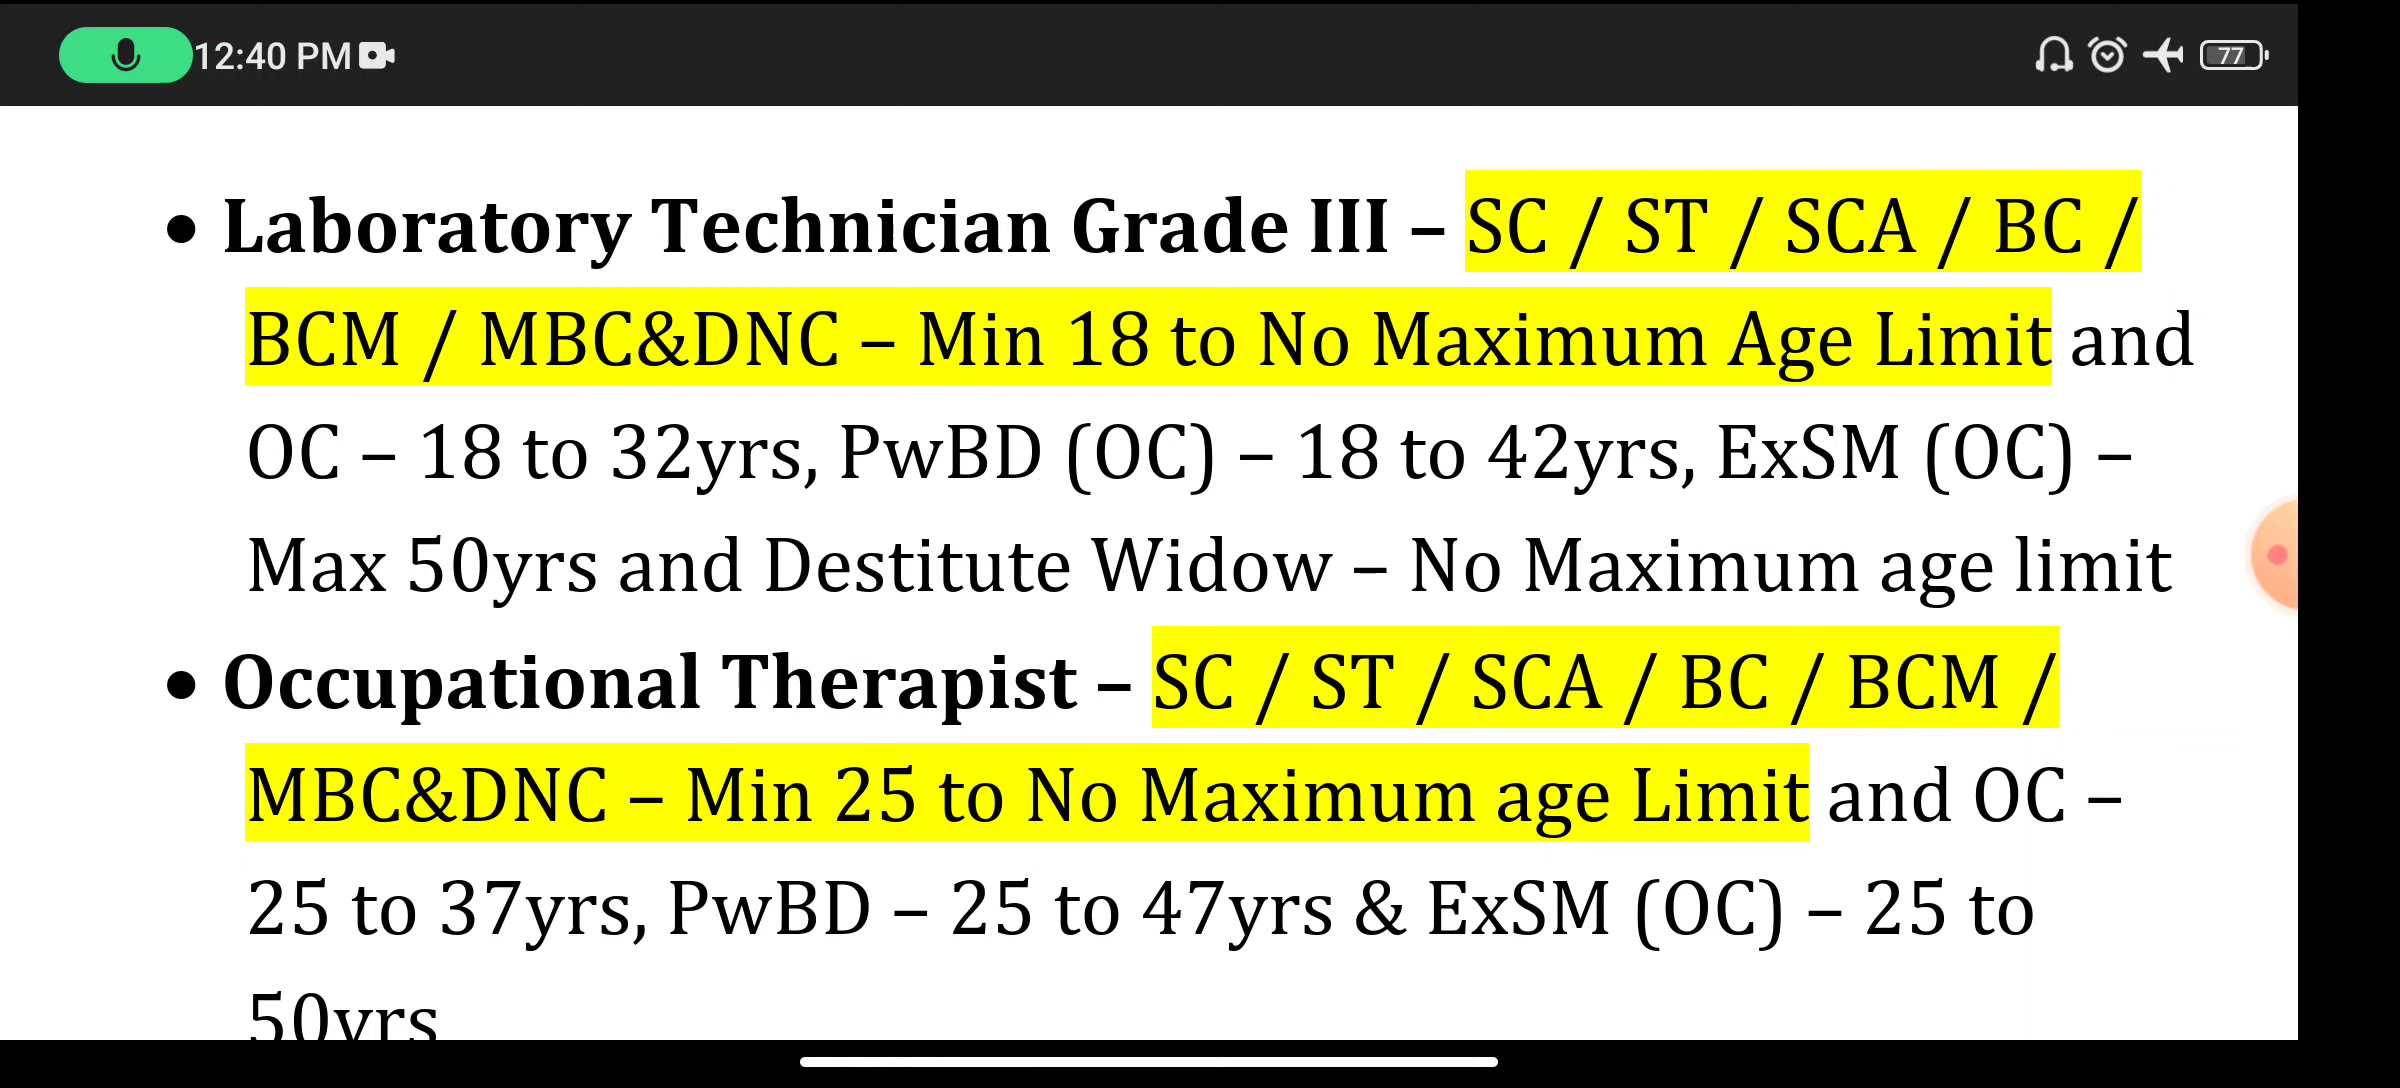 12:40 PM
77
• Laboratory Technician Grade III – SC / ST / SCA / BC /
BCM / MBC&DNC – Min 18 to No Maximum Age Limit and
OC – 18 to 32yrs, PwBD (OC) – 18 to 42yrs, ExSM (OC) –
Max 50yrs and Destitute Widow – No Maximum age limit
• Occupational Therapist – SC / ST / SCA / BC / BCM /
MBC&DNC – Min 25 to No Maximum age Limit and OC –
25 to 37yrs, PwBD – 25 to 47yrs & ExSM (OC) – 25 to
50yrs